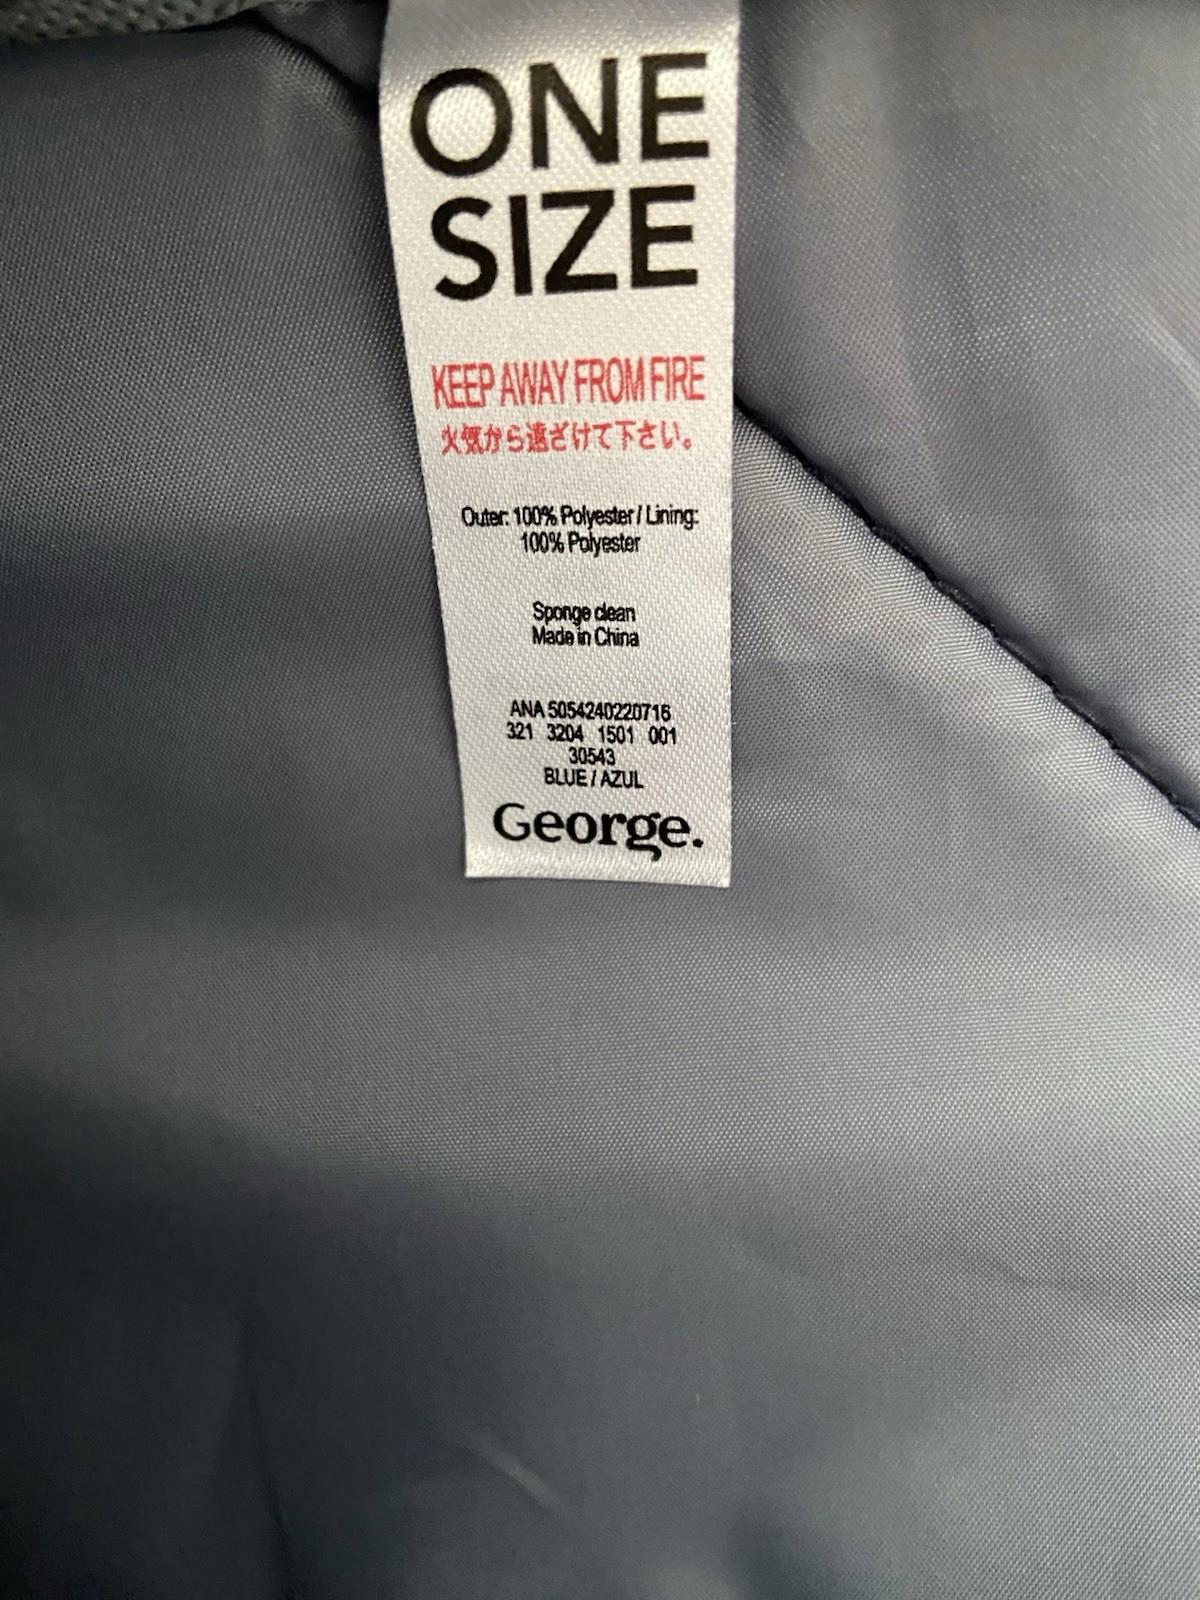 ONE
SIZE
KEEP AWAY FROM FIRE
火気から遠ざけて下さい。
Outer: 100% Polyester / Lining:
100% Polyester
Sponge clean
Made in China
ANA 5054240220716
321 3204 1501 001
30543
BLUE / AZUL
George.